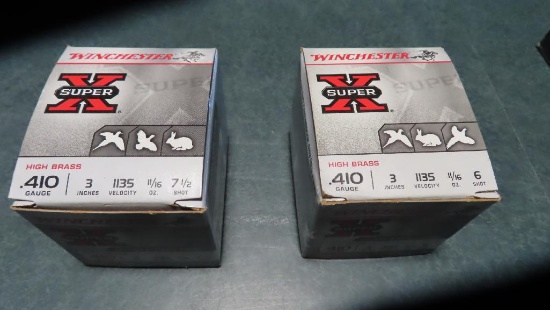 WINCHESTER
SUPER X
HIGH BRASS
.410 3 1135 11/16 7 1/2
GAUGE INCHES VELOCITY OZ. SHOT
WINCHESTER
SUPER X
HIGH BRASS
.410 3 1135 11/16 6
GAUGE INCHES VELOCITY OZ. SHOT